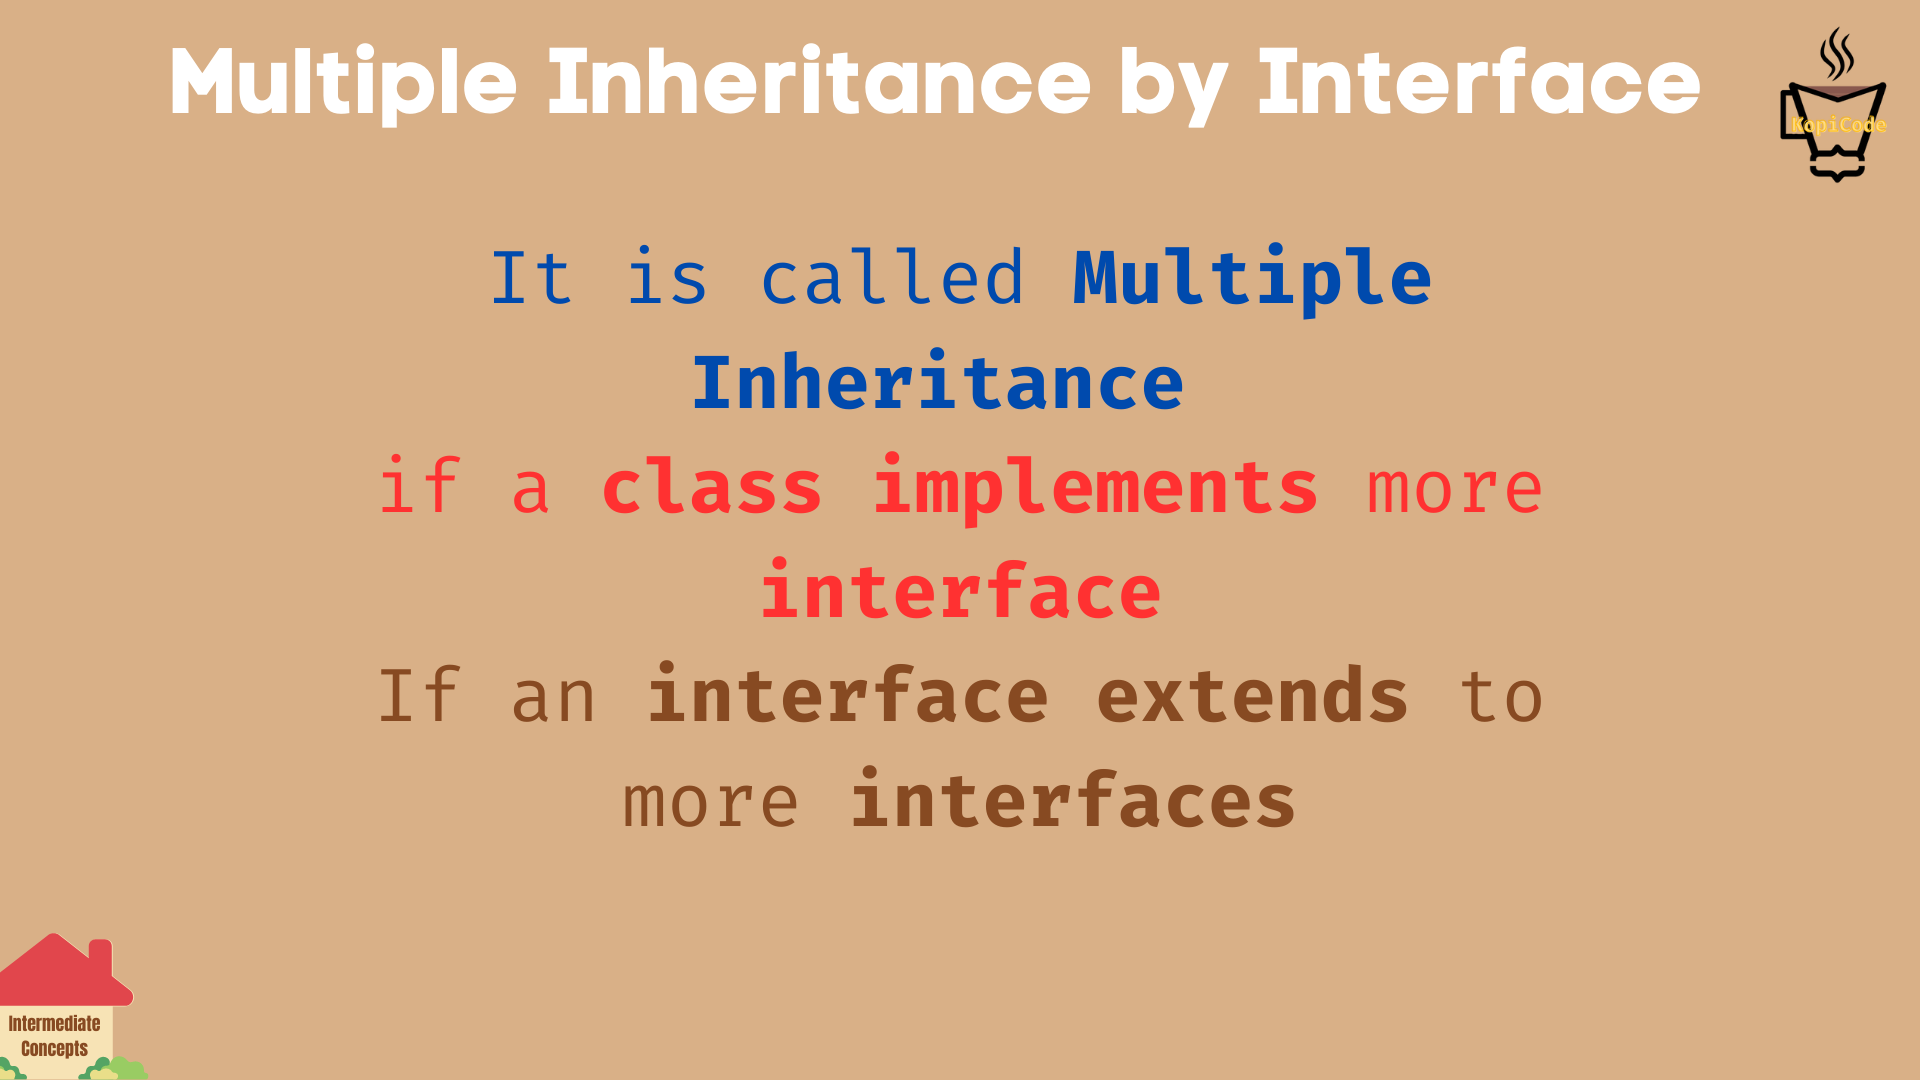 Multiple Inheritance by Interface
KopiCode
It is called Multiple
Inheritance
if a class implements more
interface
If an interface extends to
more interfaces
Intermediate
Concepts